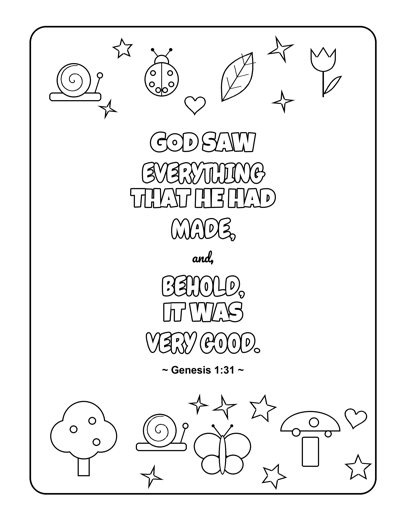 GOD SAW
EVERYTHING
THAT HE HAD
MADE,
and,
BEHOLD,
IT WAS
VERY GOOD.
~ Genesis 1:31 ~